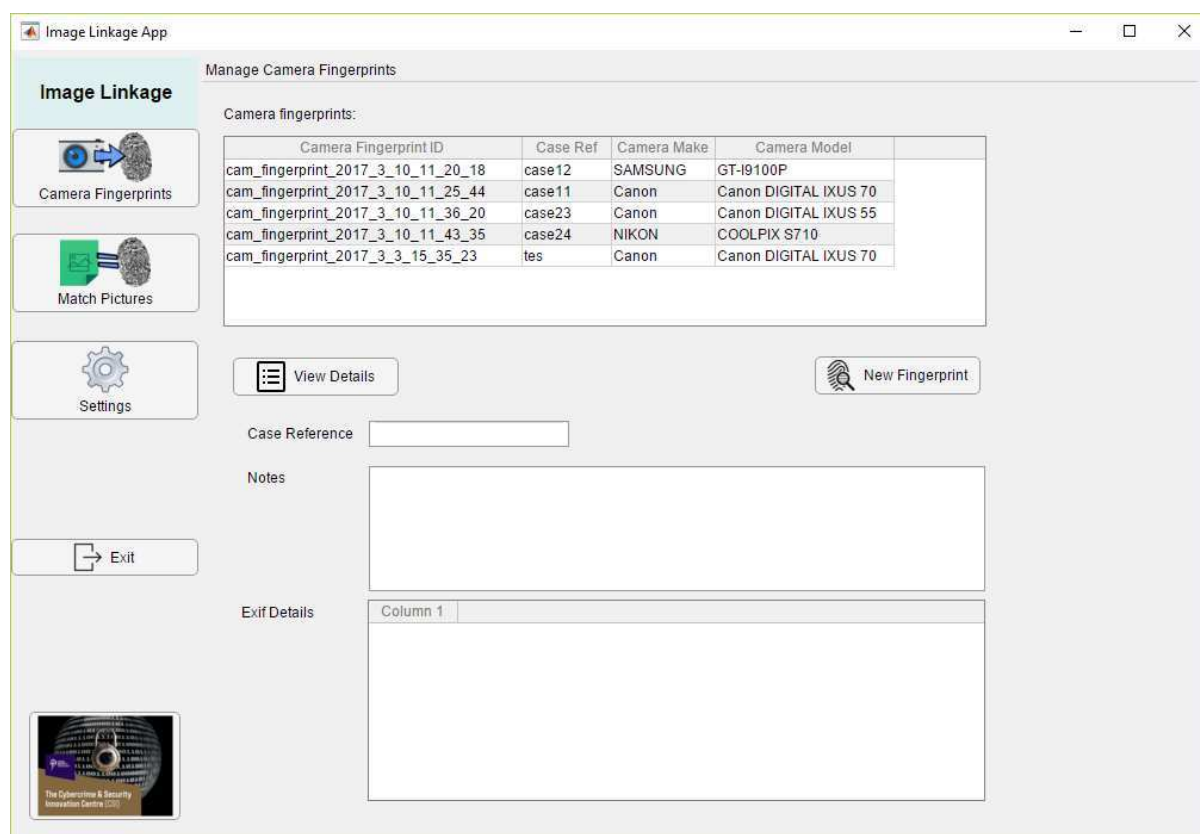 Image Linkage App
Manage Camera Fingerprints
Image Linkage
Camera Fingerprints
Match Pictures
Settings
Exit
Camera fingerprints:
Camera Fingerprint ID Case Ref Camera Make Camera Model
cam_fingerprint_2017_3_10_11_20_18 case12 SAMSUNG GT-I9100P
cam_fingerprint_2017_3_10_11_25_44 case11 Canon Canon DIGITAL IXUS 70
cam_fingerprint_2017_3_10_11_36_20 case23 Canon Canon DIGITAL IXUS 55
cam_fingerprint_2017_3_10_11_43_35 case24 NIKON COOLPIX S710
cam_fingerprint_2017_3_3_15_35_23 tes Canon Canon DIGITAL IXUS 70
View Details
New Fingerprint
Case Reference
Notes
Exif Details
Column 1
The Cybercrime & Security
Innovation Centre (CSI)